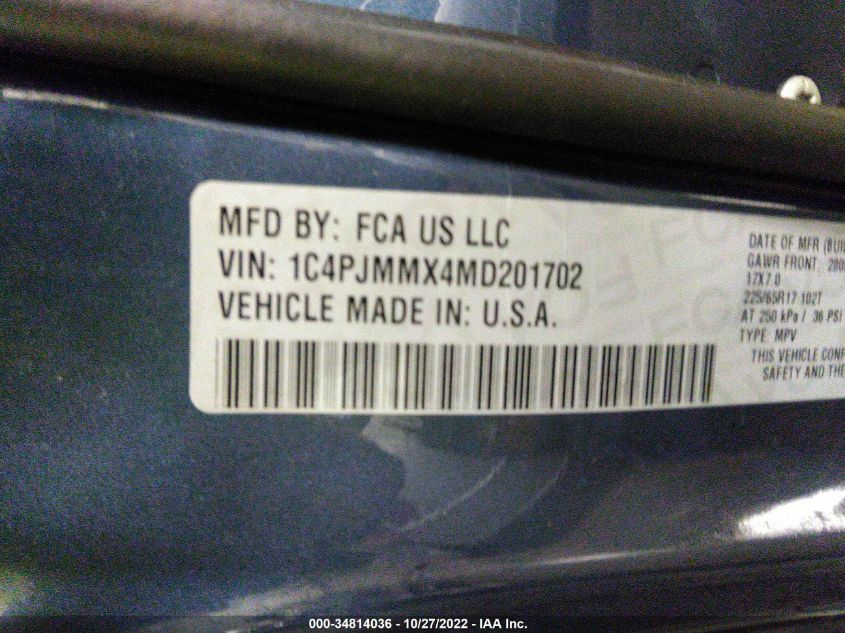 MFD BY: FCA US LLC
VIN: 1C4PJMMX4MD201702
VEHICLE MADE IN: U.S.A.
DATE OF MFR
GAWR FRONT
17X7.0
225/65R17 102T
AT 250 kPa / 36 PSI
TYPE MPV
THIS VEHICLE
SAFETY AND
000-34814036 - 10/27/2022 - IAA Inc.